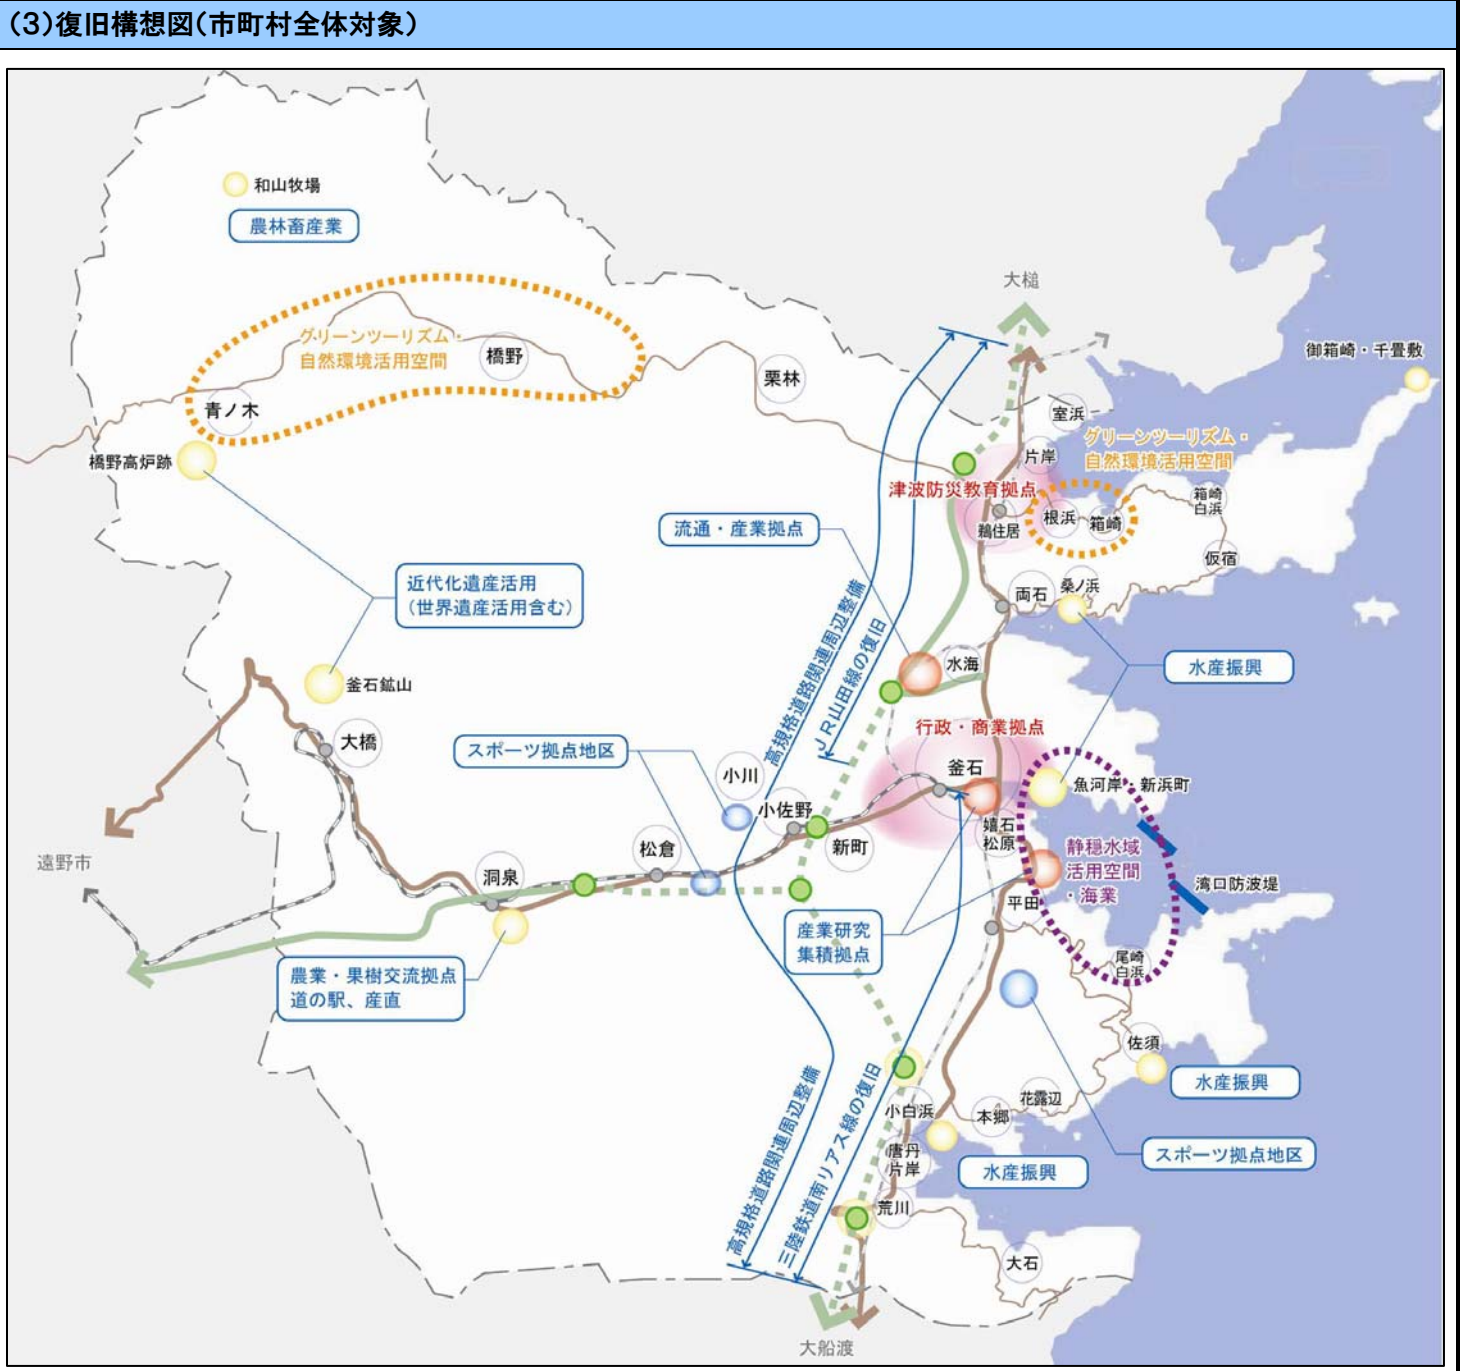 （３）復旧構想図（市町村全体対象）
和山牧場
農林畜産業
大槌
グリーンツーリズム・
自然環境活用空間
橋野
御箱崎・千畳敷
栗林
青ノ木
室浜
橋野高炉跡
グリーンツーリズム・
自然環境活用空間
片岸
津波防災教育拠点
箱崎
白浜
根浜
箱崎
鵜住居
流通・産業拠点
仮宿
近代化遺産活用
（世界遺産活用含む）
両石
桑ノ浜
高規格道路関連周辺整備
ＪＲ山田線の復旧
水海
水産振興
釜石鉱山
行政・商業拠点
大橋
スポーツ拠点地区
小川
釜石
魚河岸・新浜町
小佐野
嬉石
松原
新町
松倉
静穏水域
活用空間
・海業
遠野市
洞泉
湾口防波堤
平田
産業研究
集積拠点
尾崎
白浜
農業・果樹交流拠点
道の駅、産直
佐須
水産振興
高規格道路関連周辺整備
三陸鉄道南リアス線の復旧
小白浜
本郷
花露辺
唐丹
片岸
水産振興
スポーツ拠点地区
荒川
大石
大船渡